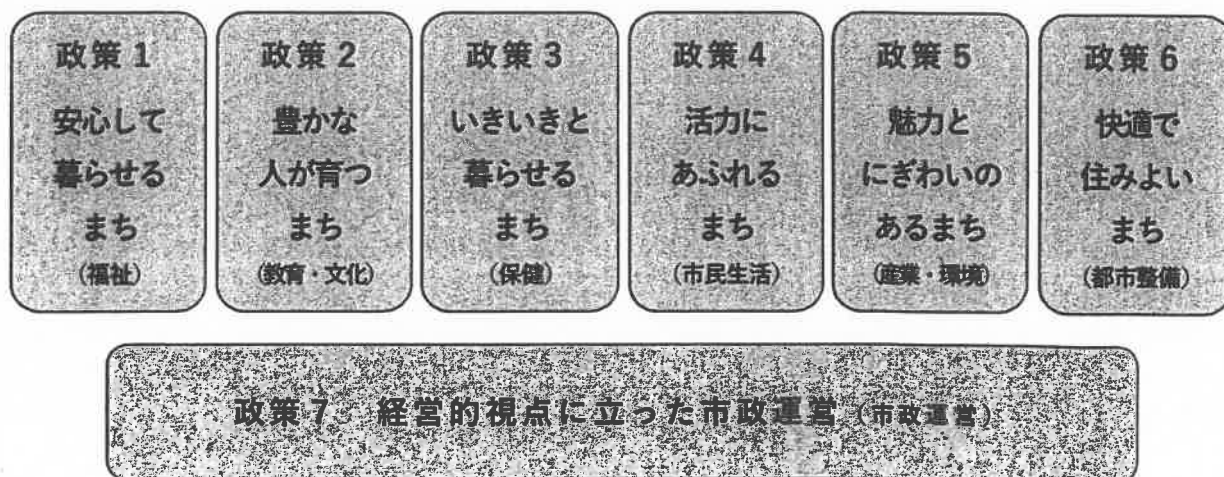 政策1
安心して
暮らせる
まち
(福祉)
政策2
豊かな
人が育つ
まち
(教育・文化)
政策3
いきいきと
暮らせる
まち
(保健)
政策4
活力に
あふれる
まち
(市民生活)
政策5
魅力と
にぎわいの
あるまち
(産業・環境)
政策6
快適で
住みよい
まち
(都市整備)
政策7 経営的視点に立った市政運営(市政運営)